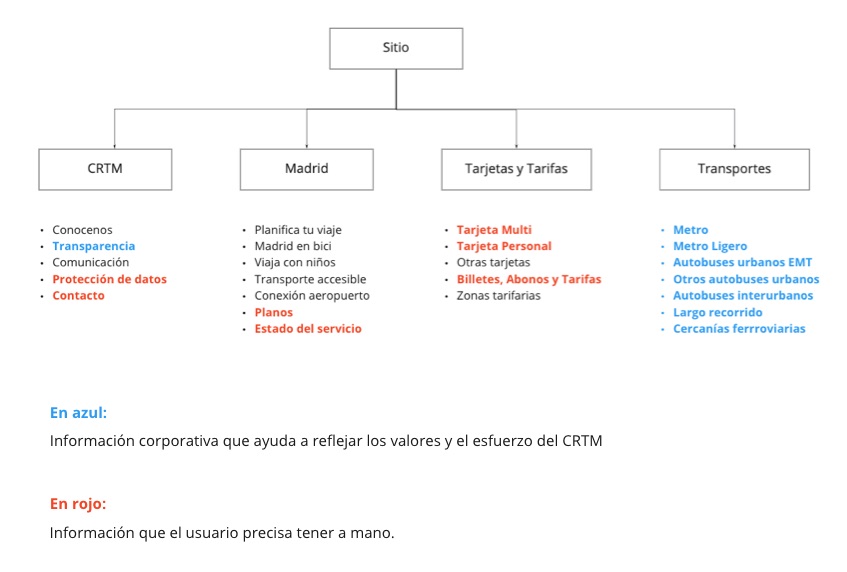 Sitio
CRTM
Madrid
Tarjetas y Tarifas
Transportes
• Conocenos
• Transparencia
• Comunicación
• Protección de datos
• Contacto
• Planifica tu viaje
• Madrid en bici
• Viaja con niños
• Transporte accesible
• Conexión aeropuerto
• Planos
• Estado del servicio
• Tarjeta Multi
• Tarjeta Personal
• Otras tarjetas
• Billetes, Abonos y Tarifas
• Zonas tarifarias
• Metro
• Metro Ligero
• Autobuses urbanos EMT
• Otros autobuses urbanos
• Autobuses interurbanos
• Largo recorrido
• Cercanías ferrroviarias
En azul:
Información corporativa que ayuda a reflejar los valores y el esfuerzo del CRTM
En rojo:
Información que el usuario precisa tener a mano.